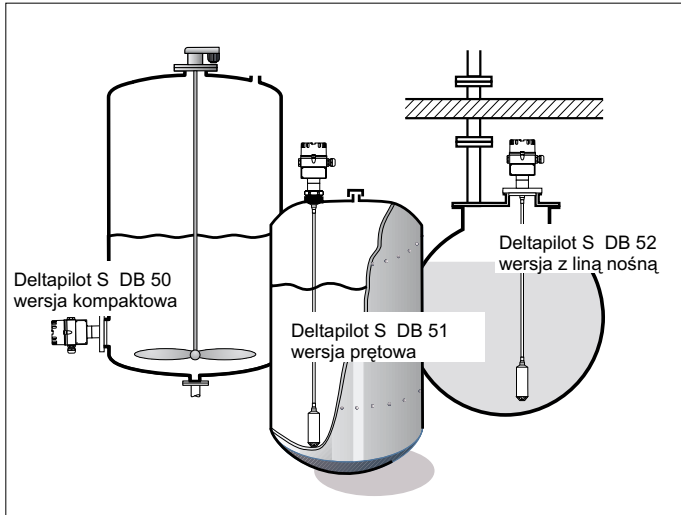 Deltapilot S DB 50
wersja kompaktowa
Deltapilot S DB 51
wersja prętowa
Deltapilot S DB 52
wersja z liną nośną